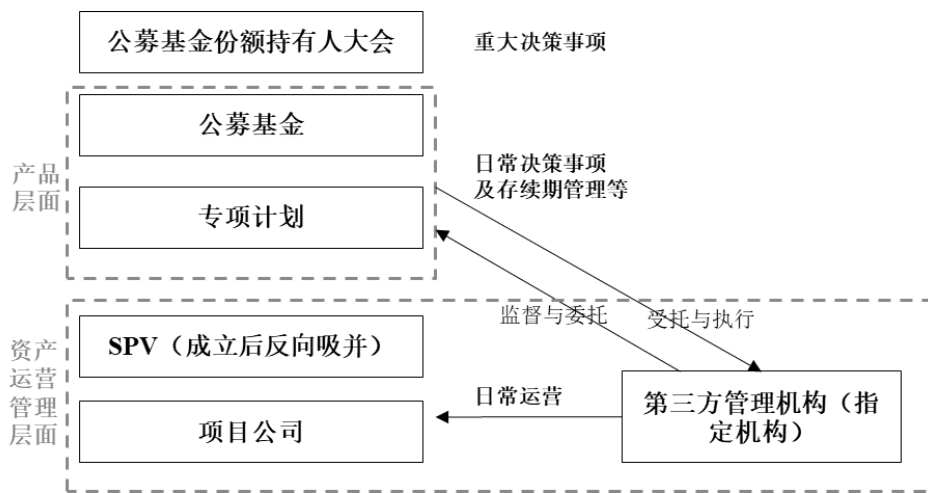 公募基金份额持有人大会
重大决策事项
公募基金
产品
层面
日常决策事项
及存续期管理等
专项计划
监督与委托
受托与执行
SPV（成立后反向吸并）
资产
运营
管理
层面
日常运营
第三方管理机构（指
定机构）
项目公司